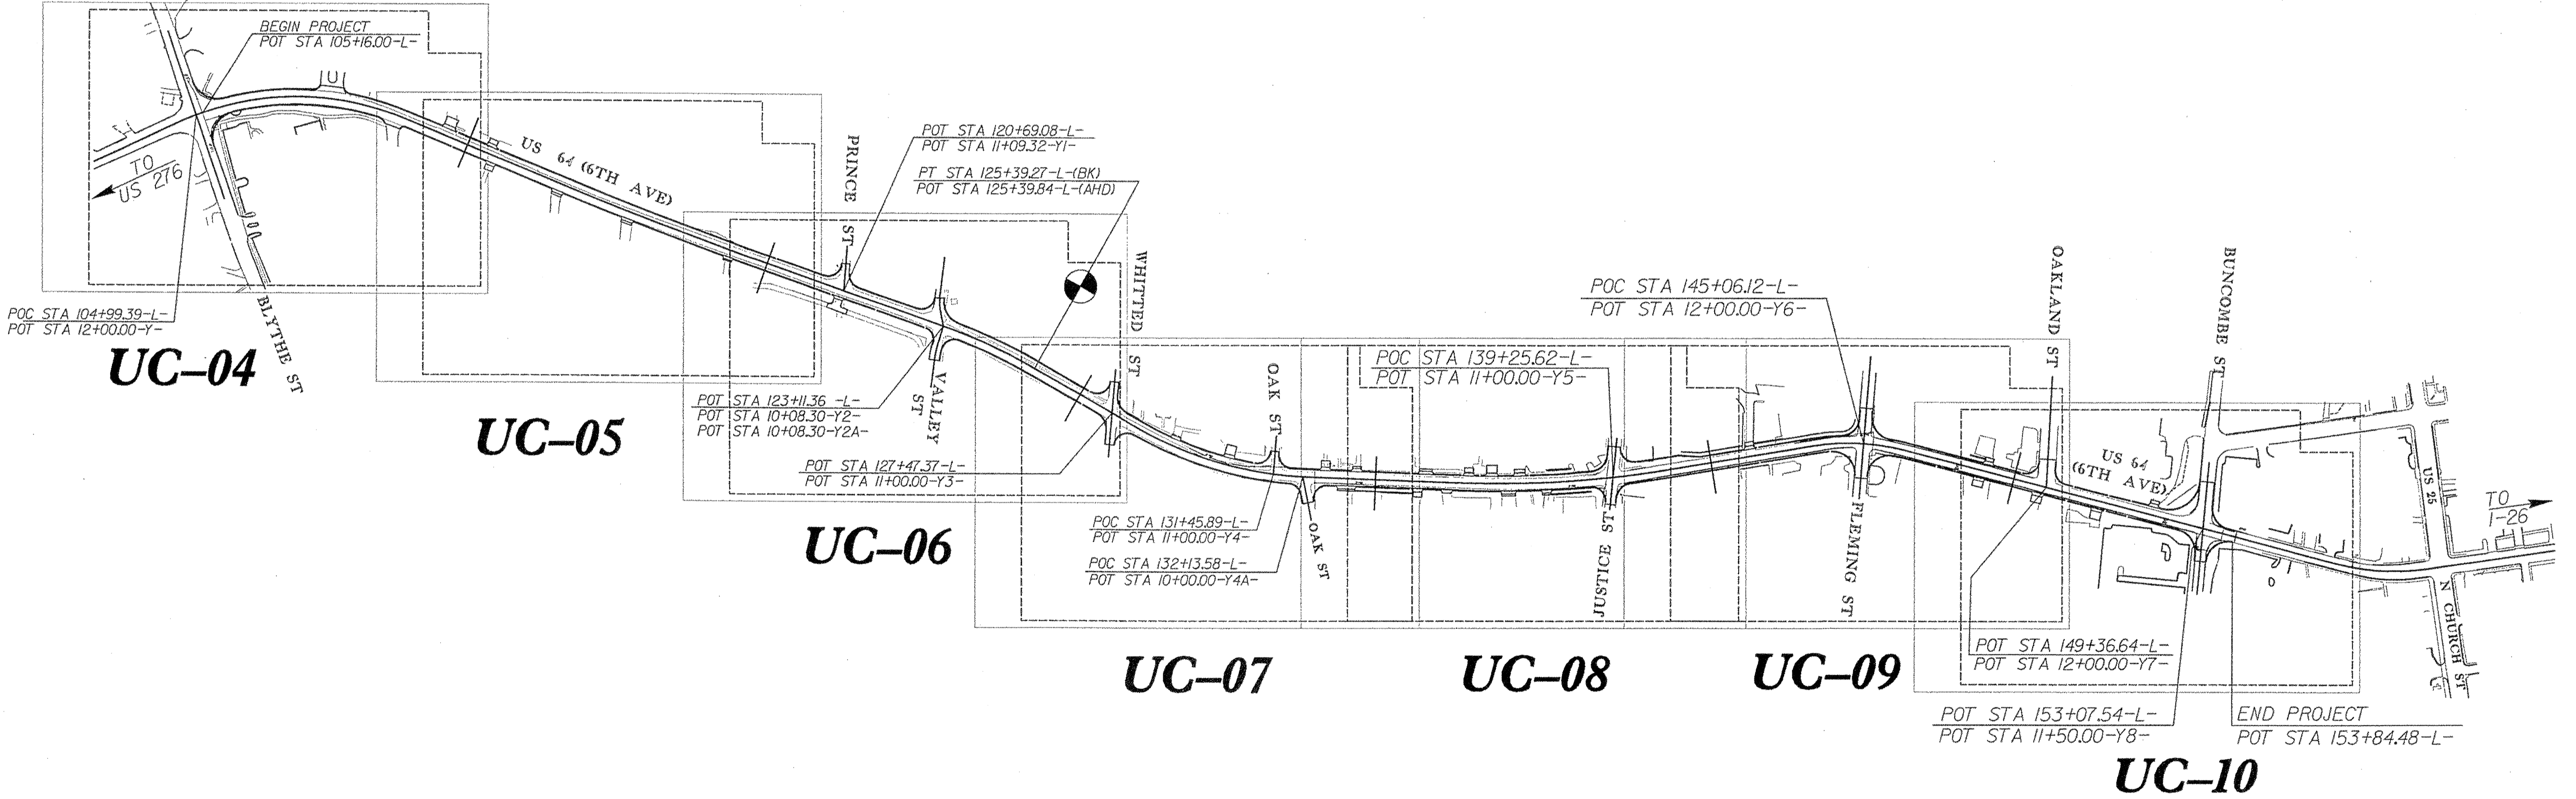 BEGIN PROJECT
POT STA 105+16.00-L-
TO
US 276
POC STA 104+99.39-L-
POT STA 12+00.00-Y-
BLYTHE ST
UC-04
US 64 (6TH AVE)
UC-05
PRINCE ST
POT STA 120+69.08-L-
POT STA 11+09.32-Y1-
PT STA 125+39.27-L-(BK)
POT STA 125+39.84-L-(AHD)
WHITTED ST
VALLEY ST
POT STA 123+11.36 -L-
POT STA 10+08.30-Y2-
POT STA 10+08.30-Y2A-
POT STA 127+47.37-L-
POT STA 11+00.00-Y3-
UC-06
OAK ST
POC STA 131+45.89-L-
POT STA 11+00.00-Y4-
POC STA 132+13.58-L-
POT STA 10+00.00-Y4A-
OAK ST
UC-07
POC STA 139+25.62-L-
POT STA 11+00.00-Y5-
JUSTICE ST
UC-08
POC STA 145+06.12-L-
POT STA 12+00.00-Y6-
FLEMING ST
UC-09
OAKLAND ST
BUNCOMBE ST
US 64
(6TH AVE)
US 25
TO
I-26
N CHURCH ST
POT STA 149+36.64-L-
POT STA 12+00.00-Y7-
POT STA 153+07.54-L-
POT STA 11+50.00-Y8-
END PROJECT
POT STA 153+84.48-L-
UC-10